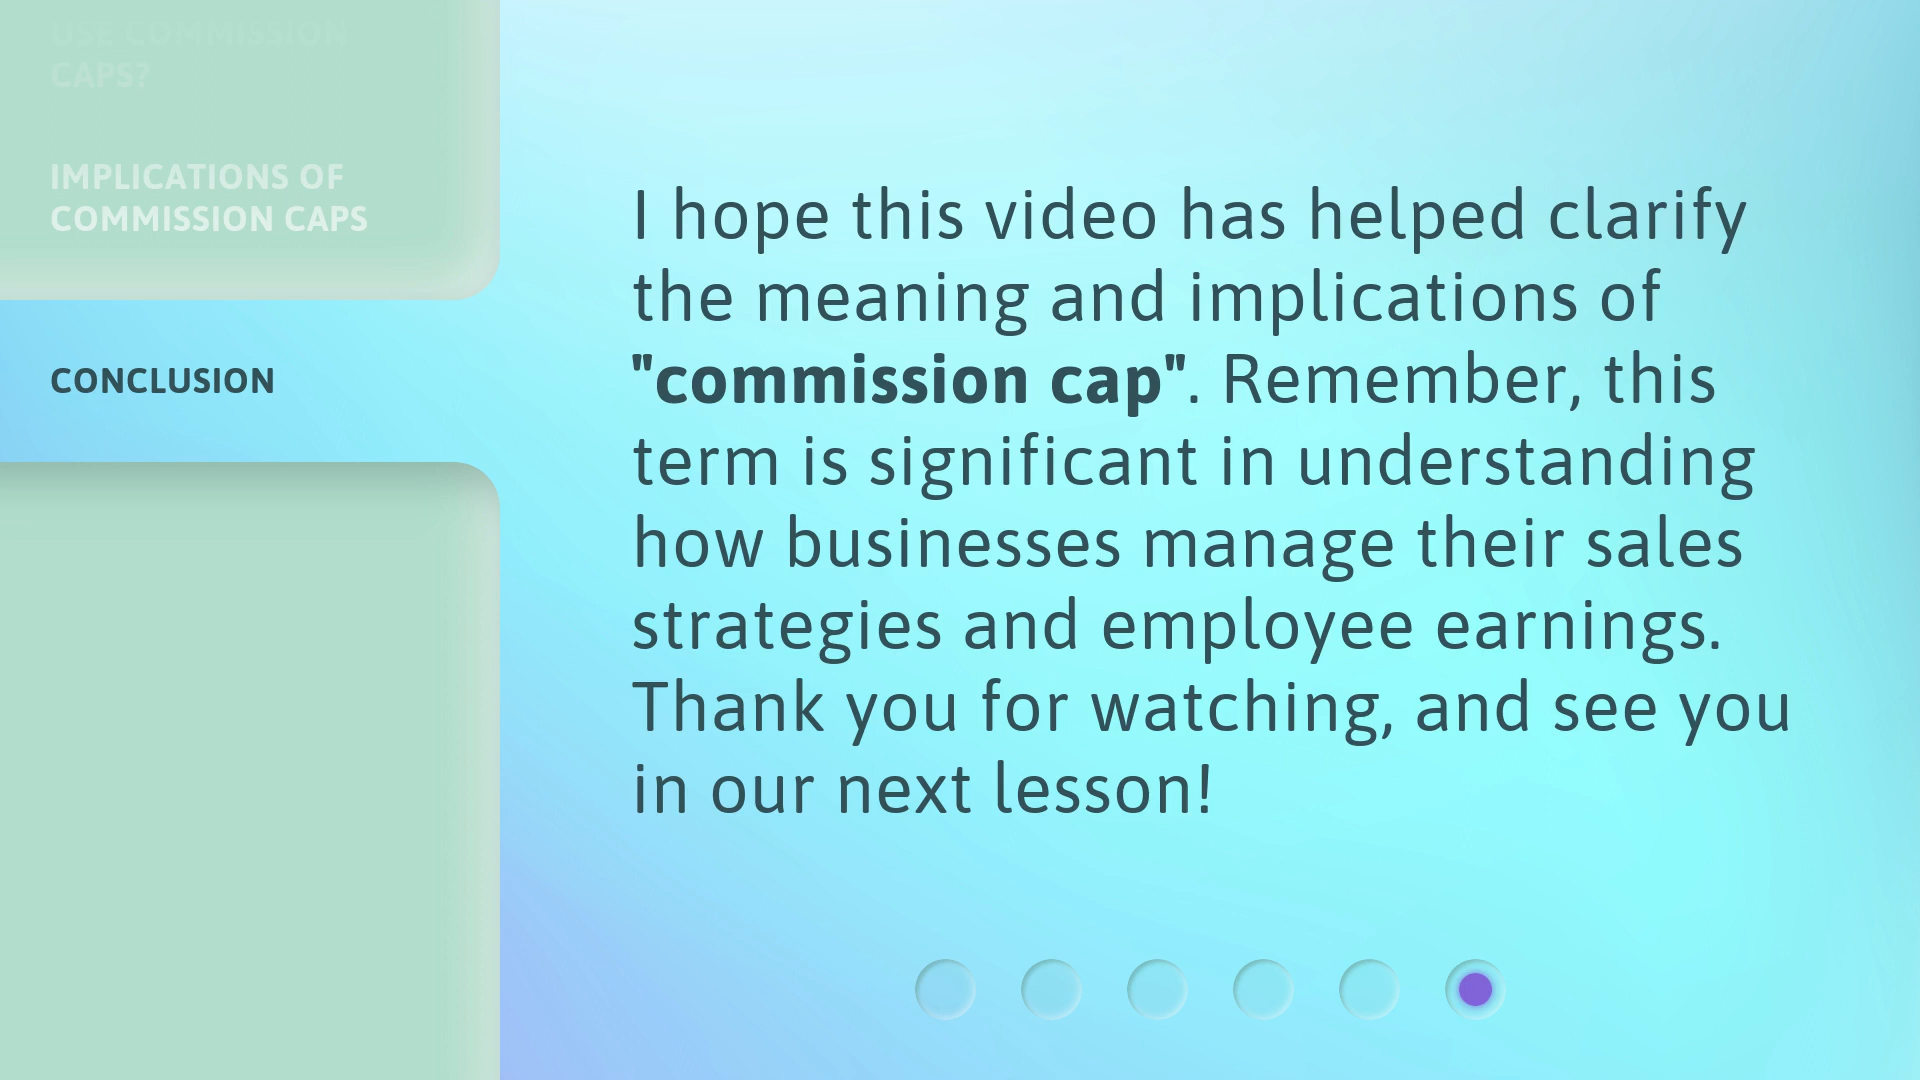 USE COMMISSION
CAPS?
IMPLICATIONS OF
COMMISSION CAPS
CONCLUSION
I hope this video has helped clarify
the meaning and implications of
"commission cap". Remember, this
term is significant in understanding
how businesses manage their sales
strategies and employee earnings.
Thank you for watching, and see you
in our next lesson!